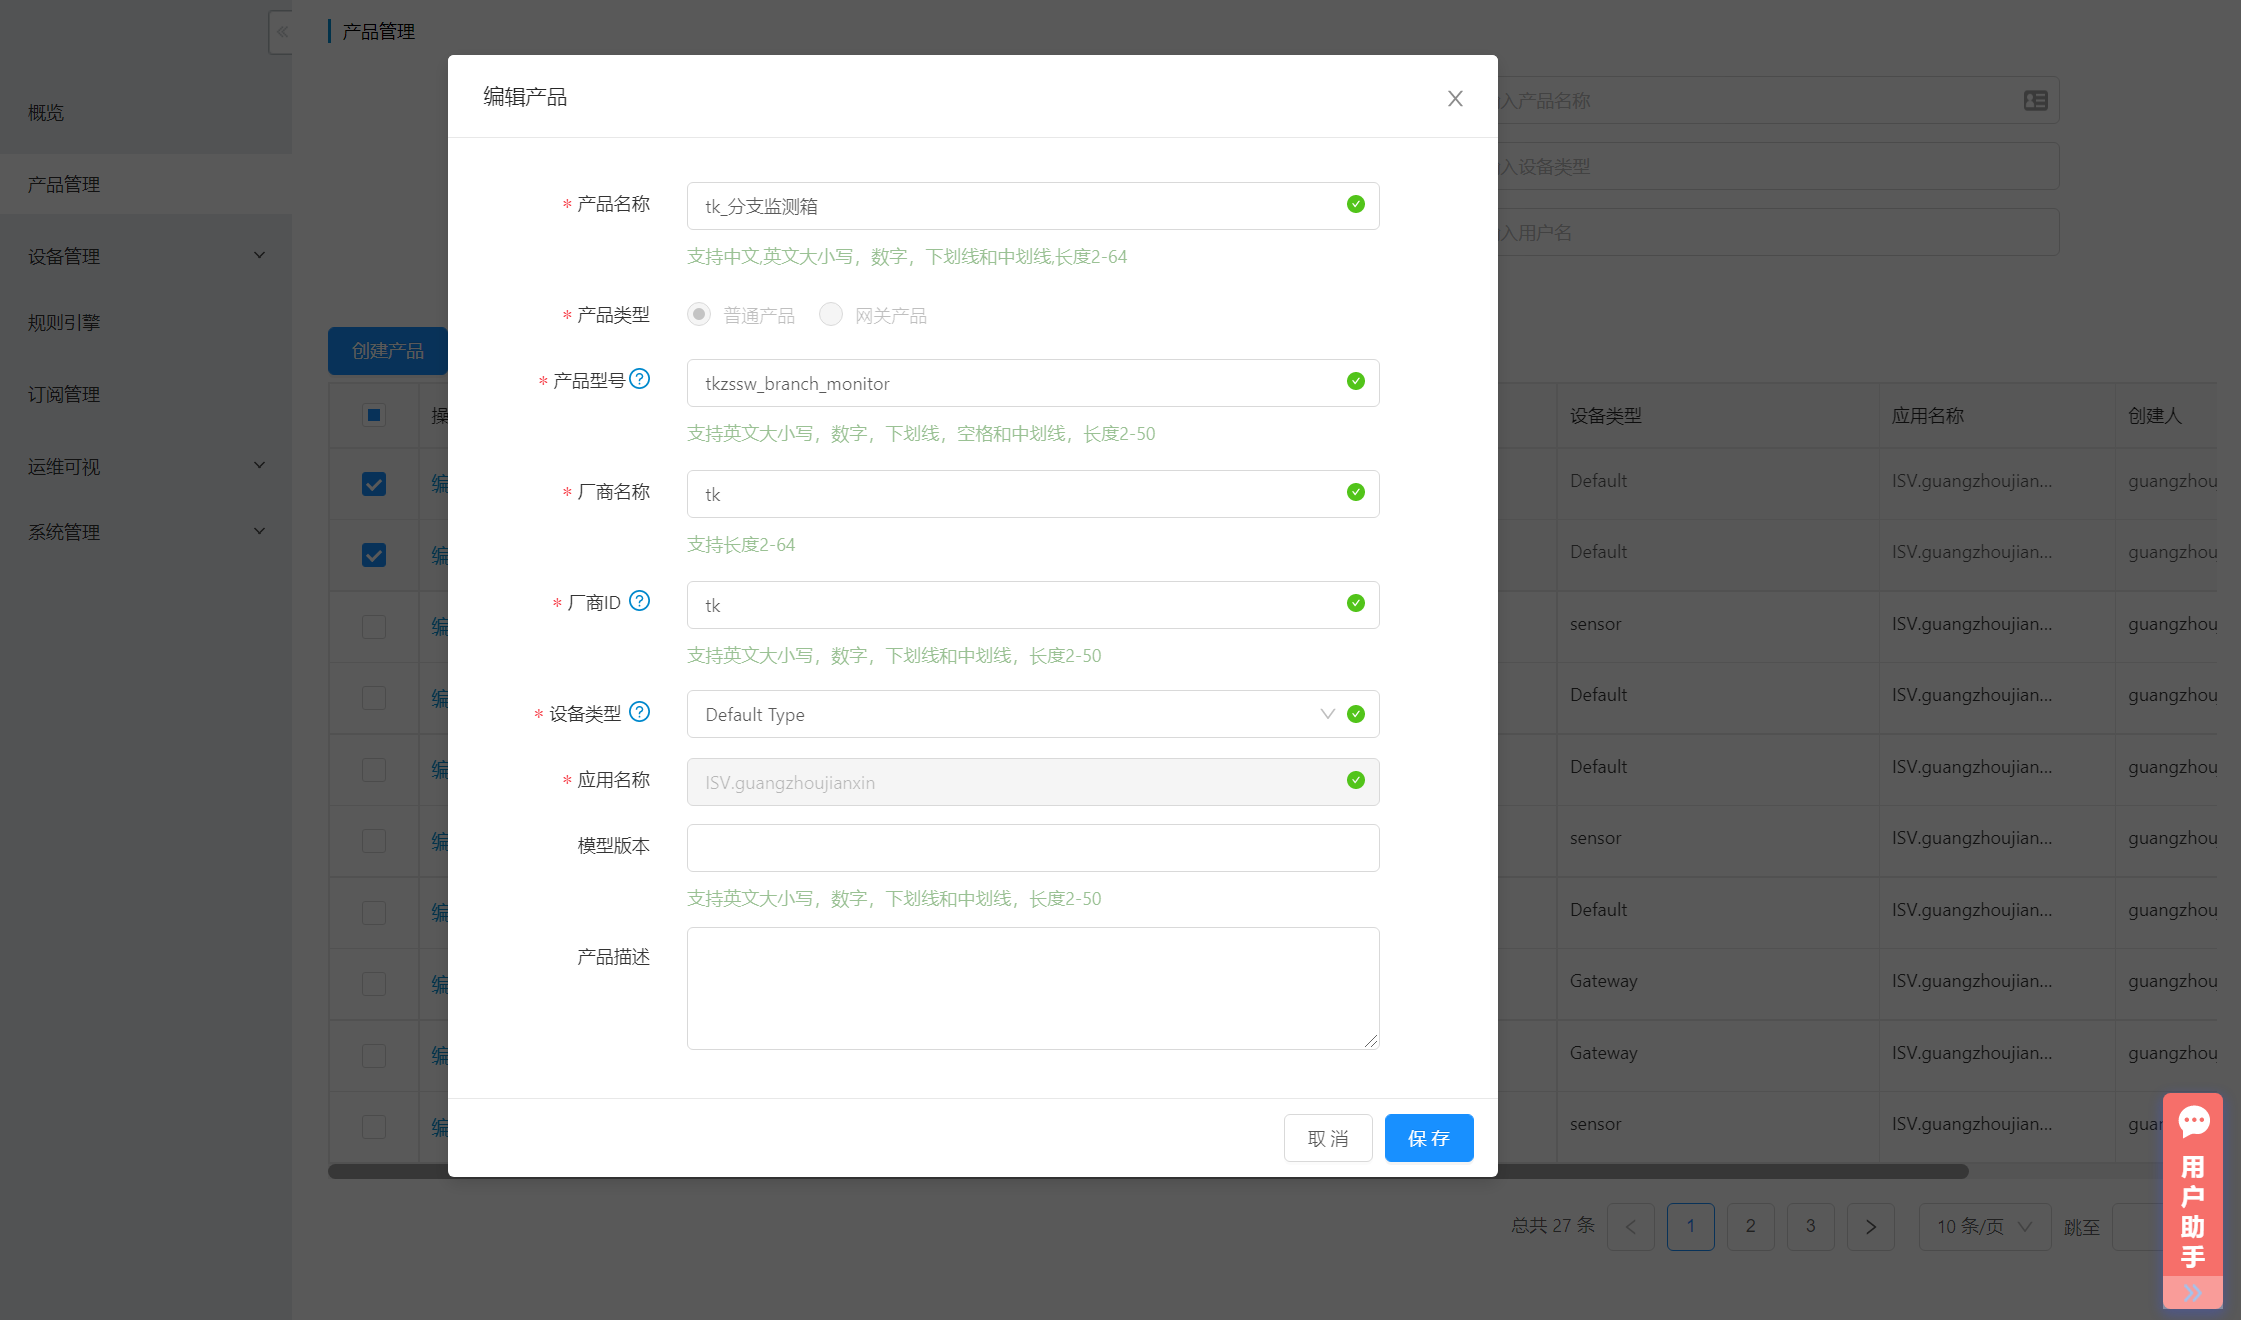 产品管理
概览
产品管理
设备管理
规则引擎
订阅管理
运维可视
系统管理
入产品名称
入设备类型
入用户名
创建产品
编辑产品
* 产品名称 tk_分支监测箱
支持中文,英文大小写，数字，下划线和中划线,长度2-64
* 产品类型 普通产品 网关产品
* 产品型号 tkzssw_branch_monitor
支持英文大小写，数字，下划线，空格和中划线，长度2-50
* 厂商名称 tk
支持长度2-64
* 厂商ID tk
支持英文大小写，数字，下划线和中划线，长度2-50
* 设备类型 Default Type
* 应用名称 ISV.guangzhoujianxin
模型版本
支持英文大小写，数字，下划线和中划线，长度2-50
产品描述
取 消 保 存
操 设备类型 应用名称 创建人
编 Default ISV.guangzhoujian... guangzhou
编 Default ISV.guangzhoujian... guangzhou
编 sensor ISV.guangzhoujian... guangzhou
编 Default ISV.guangzhoujian... guangzhou
编 Default ISV.guangzhoujian... guangzhou
编 sensor ISV.guangzhoujian... guangzhou
编 Default ISV.guangzhoujian... guangzhou
编 Gateway ISV.guangzhoujian... guangzhou
编 Gateway ISV.guangzhoujian... guangzhou
编 sensor ISV.guangzhoujian... guan
总共 27 条 1 2 3 10 条/页 跳至
用户助手